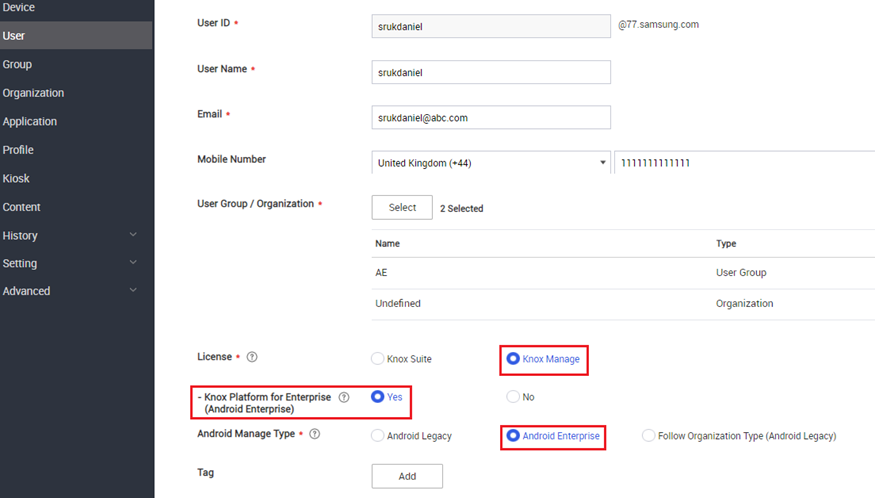 Device
User
Group
Organization
Application
Profile
Kiosk
Content
History
Setting
Advanced
User ID *
srukdaniel
@77.samsung.com
User Name *
srukdaniel
Email *
srukdaniel@abc.com
Mobile Number
United Kingdom (+44)
1111111111111
User Group / Organization *
Select
2 Selected
Name Type
AE User Group
Undefined Organization
License * ?
Knox Suite
Knox Manage
- Knox Platform for Enterprise ?
(Android Enterprise)
Yes
No
Android Manage Type * ?
Android Legacy
Android Enterprise
Follow Organization Type (Android Legacy)
Tag
Add